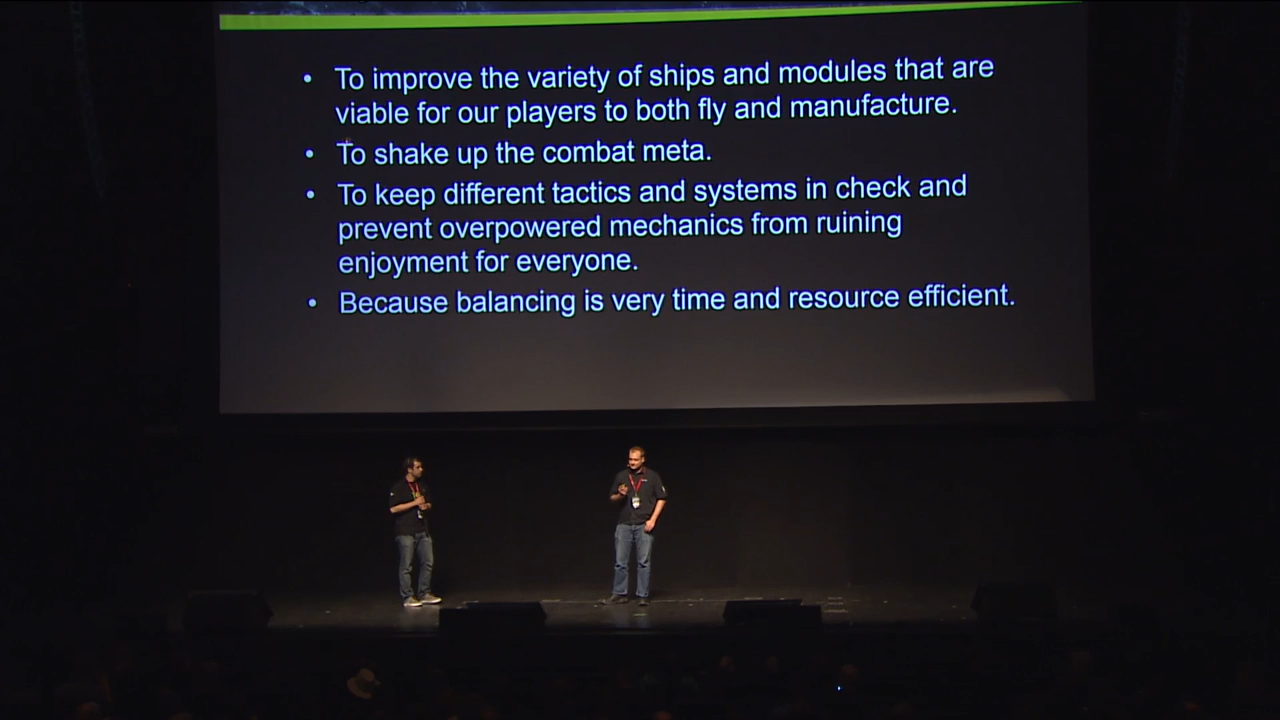 • To improve the variety of ships and modules that are
viable for our players to both fly and manufacture.
• To shake up the combat meta.
• To keep different tactics and systems in check and
prevent overpowered mechanics from ruining
enjoyment for everyone.
• Because balancing is very time and resource efficient.